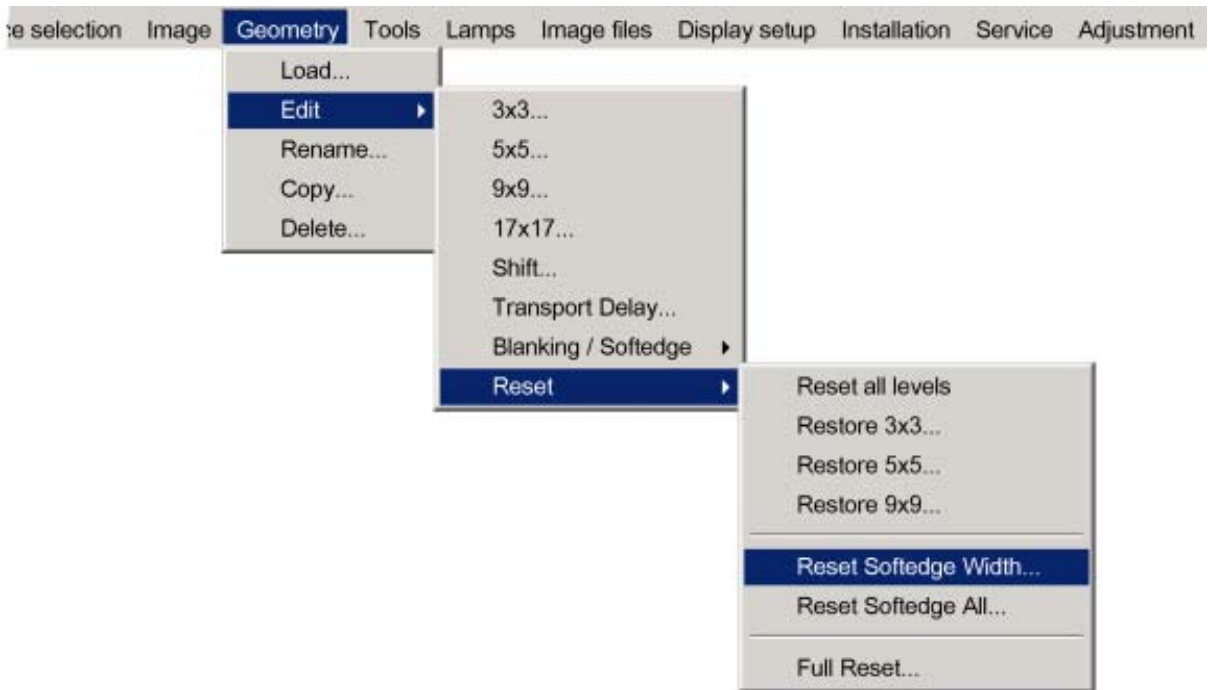 ce selection Image Geometry Tools Lamps Image files Display setup Installation Service Adjustment
Load...
Edit
Rename...
Copy...
Delete...
3x3...
5x5...
9x9...
17x17...
Shift...
Transport Delay...
Blanking / Softedge
Reset
Reset all levels
Restore 3x3...
Restore 5x5...
Restore 9x9...
Reset Softedge Width...
Reset Softedge All...
Full Reset...